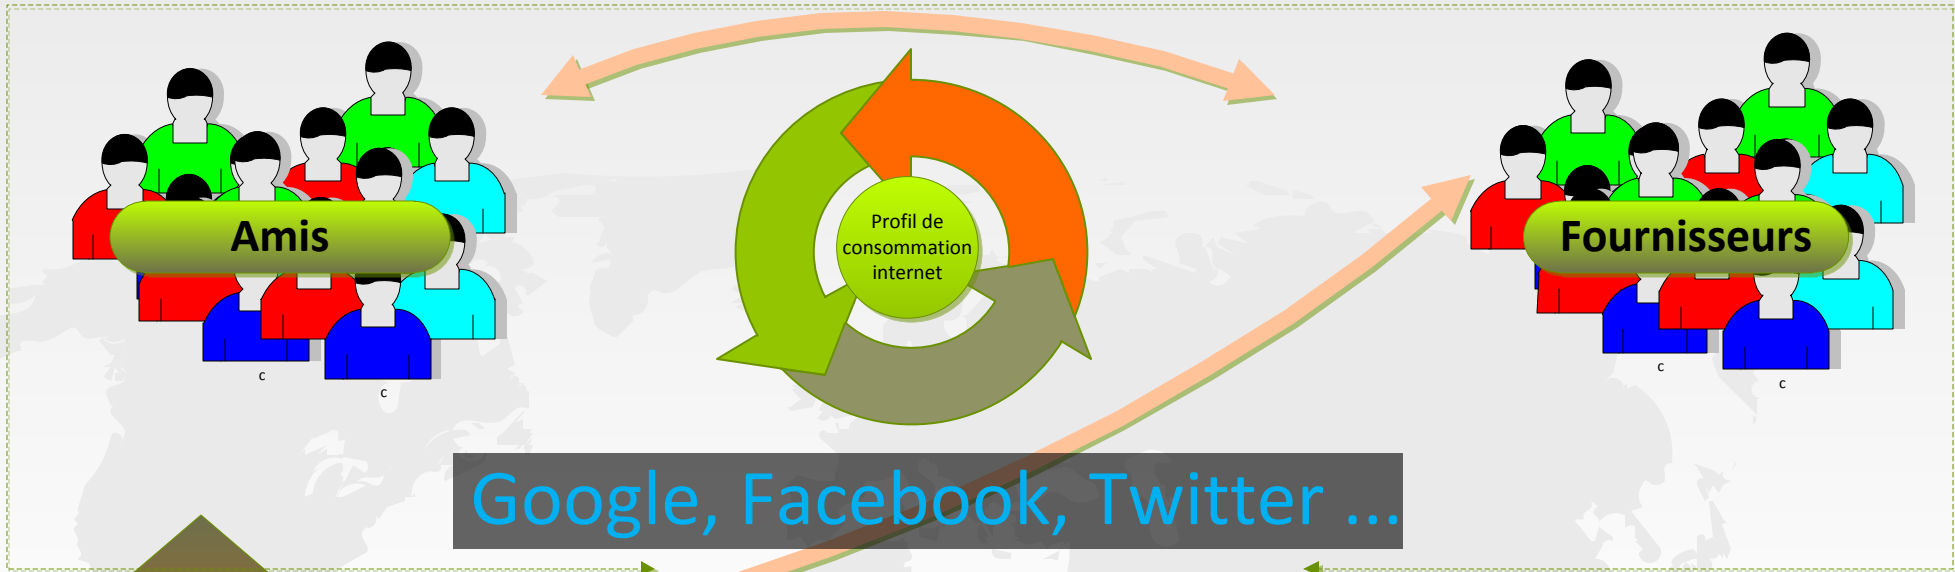 Amis
Profil de
consommation
internet
Fournisseurs
c
c
c
c
Google, Facebook, Twitter ...